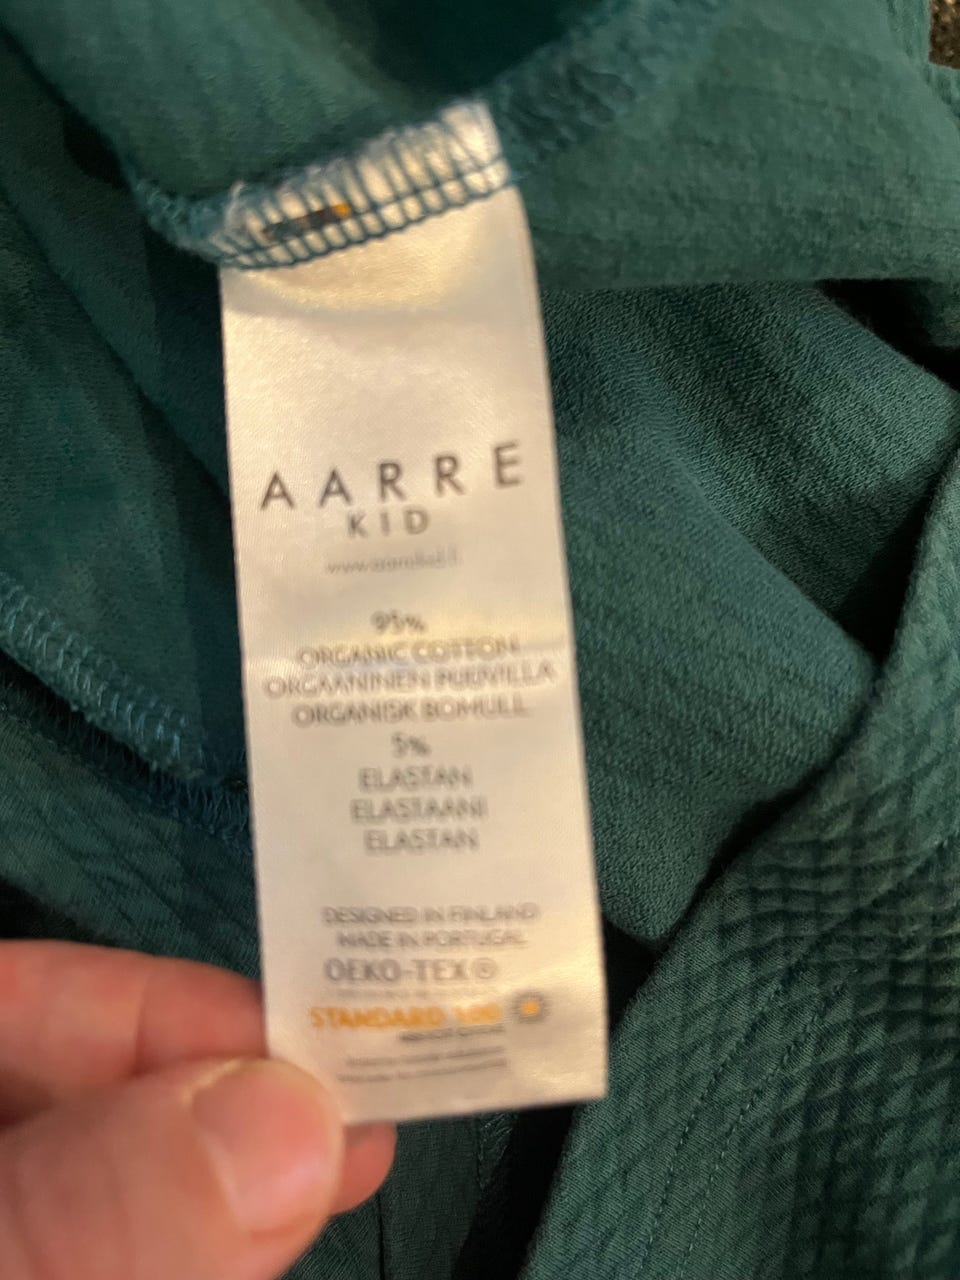 AARRE
KID
95%
ORGANIC COTTON
ORGAANINEN PUUVILLA
ORGANISK BOMULL
5%
ELASTAN
ELASTAANI
ELASTAN
DESIGNED IN FINLAND
MADE IN PORTUGAL
OEKO-TEX®
STANDARD 100